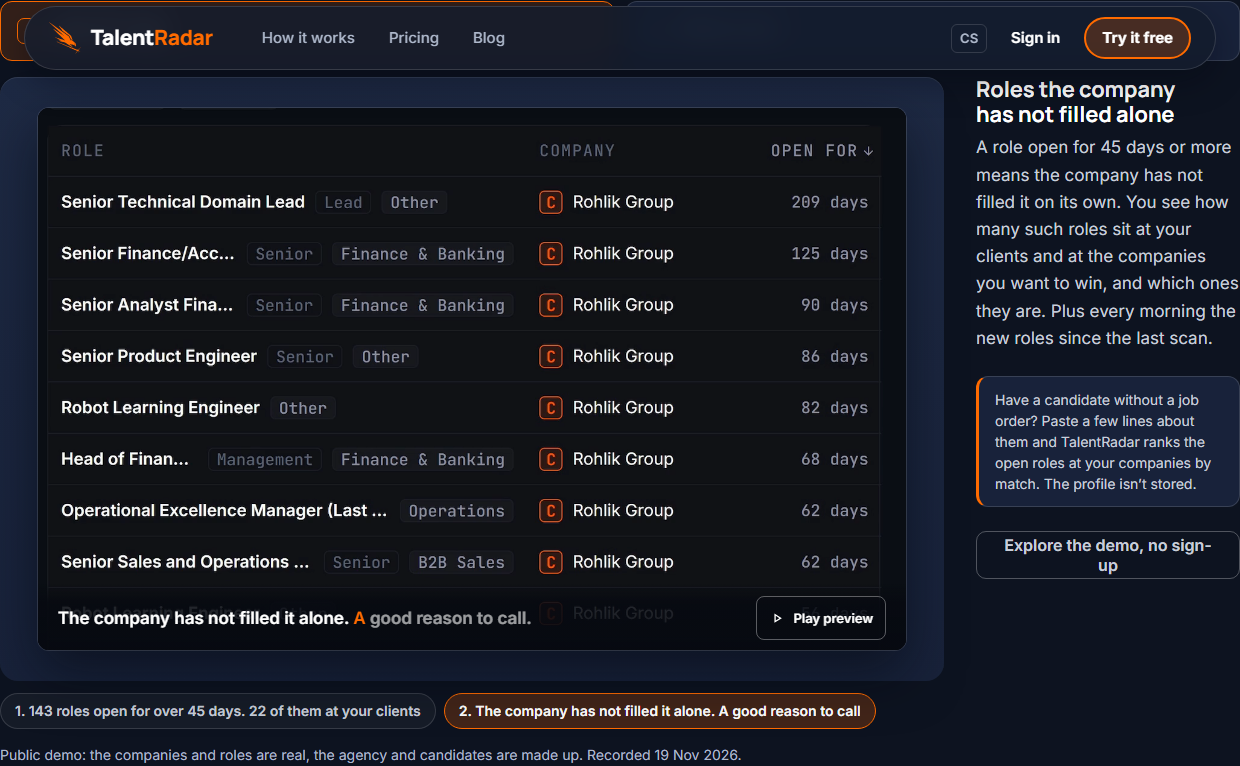 TalentRadar How it works Pricing Blog CS Sign in Try it free
Roles the company
has not filled alone
A role open for 45 days or more
means the company has not
filled it on its own. You see how
many such roles sit at your
clients and at the companies
you want to win, and which ones
they are. Plus every morning the
new roles since the last scan.
Have a candidate without a job
order? Paste a few lines about
them and TalentRadar ranks the
open roles at your companies by
match. The profile isn't stored.
Explore the demo, no sign-
up
ROLE COMPANY OPEN FOR ↓
Senior Technical Domain Lead Lead Other C Rohlik Group 209 days
Senior Finance/Acc... Senior Finance & Banking C Rohlik Group 125 days
Senior Analyst Fina... Senior Finance & Banking C Rohlik Group 90 days
Senior Product Engineer Senior Other C Rohlik Group 86 days
Robot Learning Engineer Other C Rohlik Group 82 days
Head of Finan... Management Finance & Banking C Rohlik Group 68 days
Operational Excellence Manager (Last ... Operations C Rohlik Group 62 days
Senior Sales and Operations ... Senior B2B Sales C Rohlik Group 62 days
Robot Learning Engine C Rohlik Group
The company has not filled it alone. A good reason to call.
Play preview
1. 143 roles open for over 45 days. 22 of them at your clients
2. The company has not filled it alone. A good reason to call
Public demo: the companies and roles are real, the agency and candidates are made up. Recorded 19 Nov 2026.